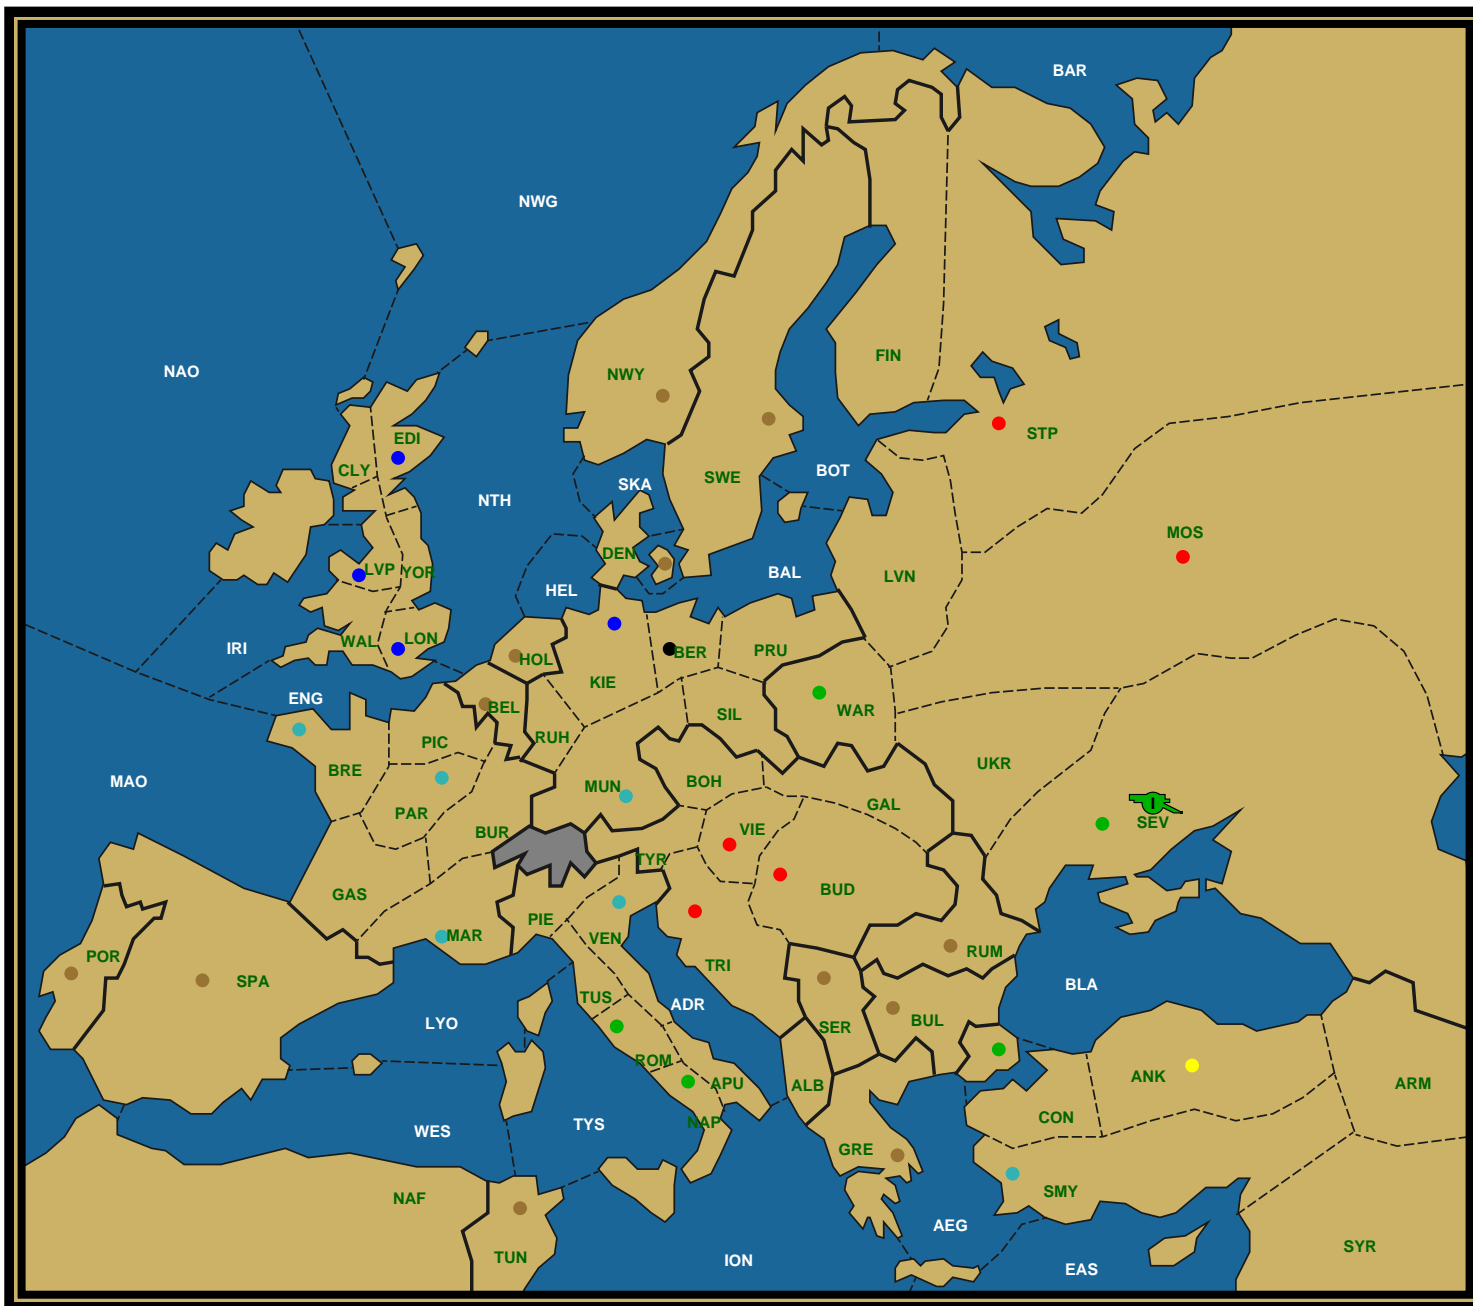 BAR
NWG
NAO
FIN
NWY
STP
EDI
CLY
SWE
BOT
SKA
NTH
MOS
DEN
LVP
YOR
BAL
LVN
HEL
IRI
WAL
LON
HOL
BER
PRU
KIE
ENG
BEL
SIL
WAR
PIC
RUH
UKR
BRE
MAO
MUN
BOH
GAL
PAR
I
SEV
BUR
VIE
TYR
BUD
GAS
PIE
VEN
MAR
POR
SPA
TRI
RUM
BLA
TUS
ADR
LYO
SER
BUL
ROM
APU
ALB
ANK
ARM
CON
NAP
TYS
WES
GRE
SMY
NAF
AEG
TUN
ION
EAS
SYR